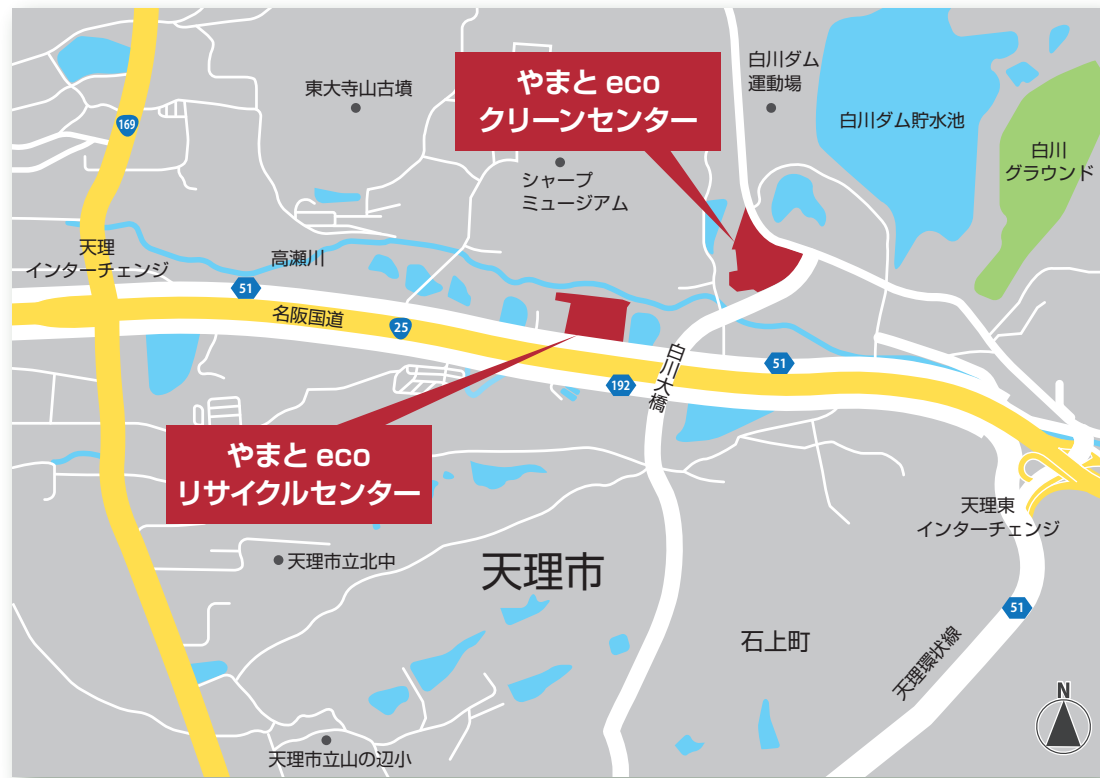 やまと eco
クリーンセンター
白川ダム
運動場
東大寺山古墳
白川ダム貯水池
169
白川
グラウンド
シャープ
ミュージアム
天理
インターチェンジ
高瀬川
51
名阪国道
25
白川大橋
51
192
やまと eco
リサイクルセンター
天理東
インターチェンジ
天理市立北中
天理市
51
石上町
天理環状線
N
天理市立山の辺小